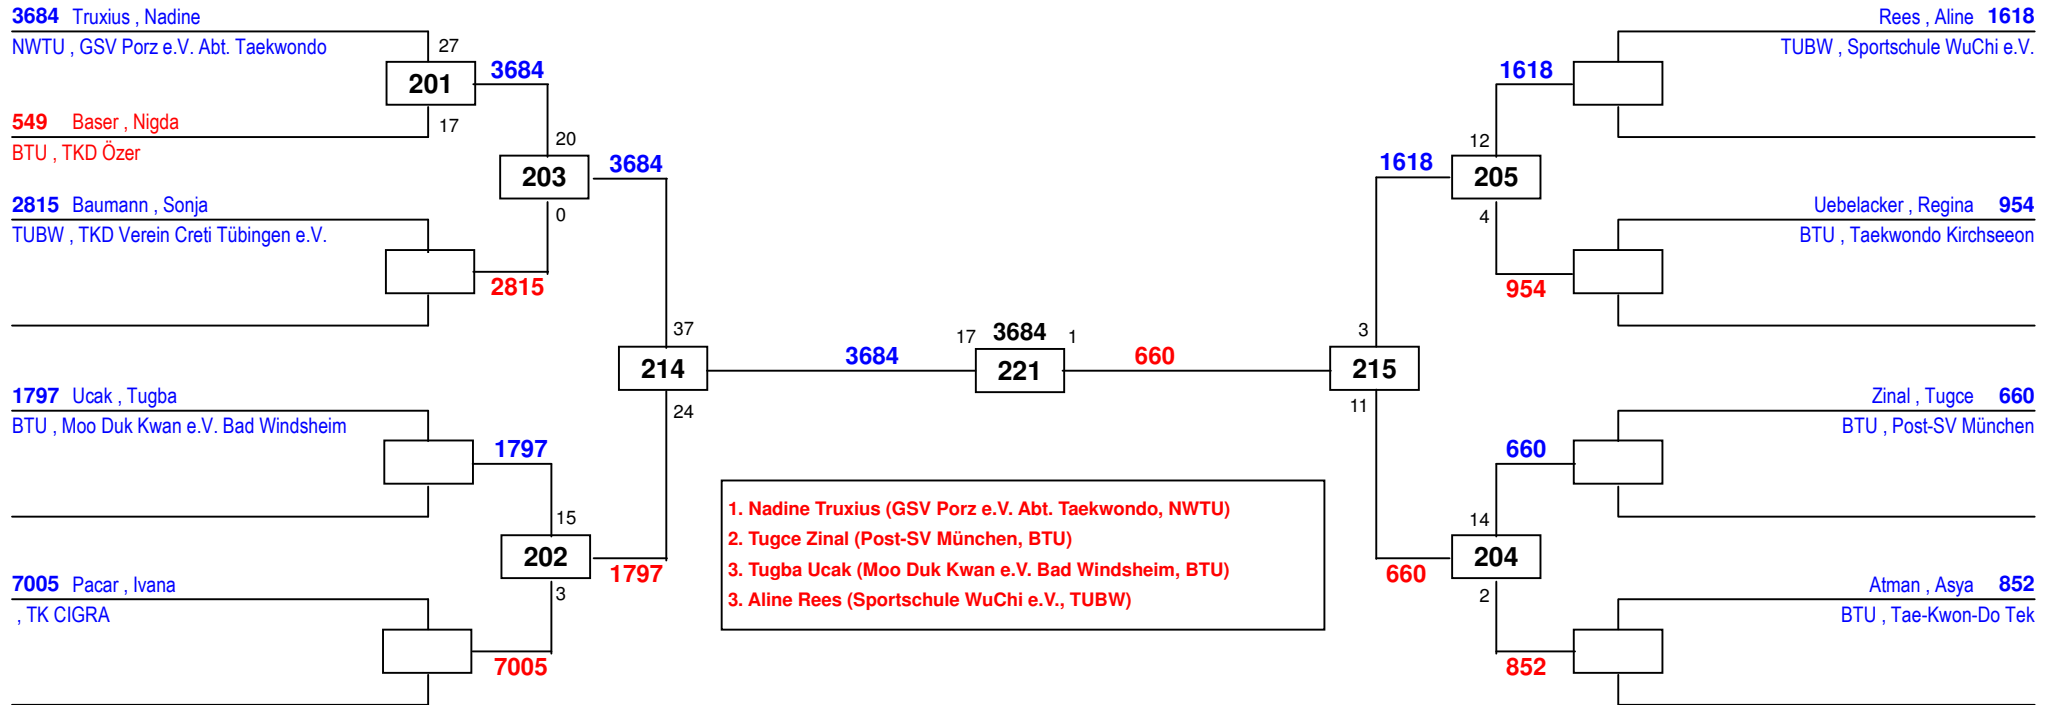 3684 Truxius , Nadine
NWTU , GSV Porz e.V. Abt. Taekwondo
27
201
3684
549 Baser , Nigda
17
BTU , TKD Özer
20
203
3684
2815 Baumann , Sonja
0
TUBW , TKD Verein Creti Tübingen e.V.
2815
37
214
24
1797 Ucak , Tugba
BTU , Moo Duk Kwan e.V. Bad Windsheim
1797
15
202
1797
3
7005 Pacar , Ivana
, TK CIGRA
7005
3684
17 3684 1
221
660
1. Nadine Truxius (GSV Porz e.V. Abt. Taekwondo, NWTU)
2. Tugce Zinal (Post-SV München, BTU)
3. Tugba Ucak (Moo Duk Kwan e.V. Bad Windsheim, BTU)
3. Aline Rees (Sportschule WuChi e.V., TUBW)
Rees , Aline 1618
TUBW , Sportschule WuChi e.V.
1618
12
1618
205
4
Uebelacker , Regina 954
BTU , Taekwondo Kirchseeon
954
3
215
11
Zinal , Tugce 660
BTU , Post-SV München
660
14
204
660
2
Atman , Asya 852
BTU , Tae-Kwon-Do Tek
852